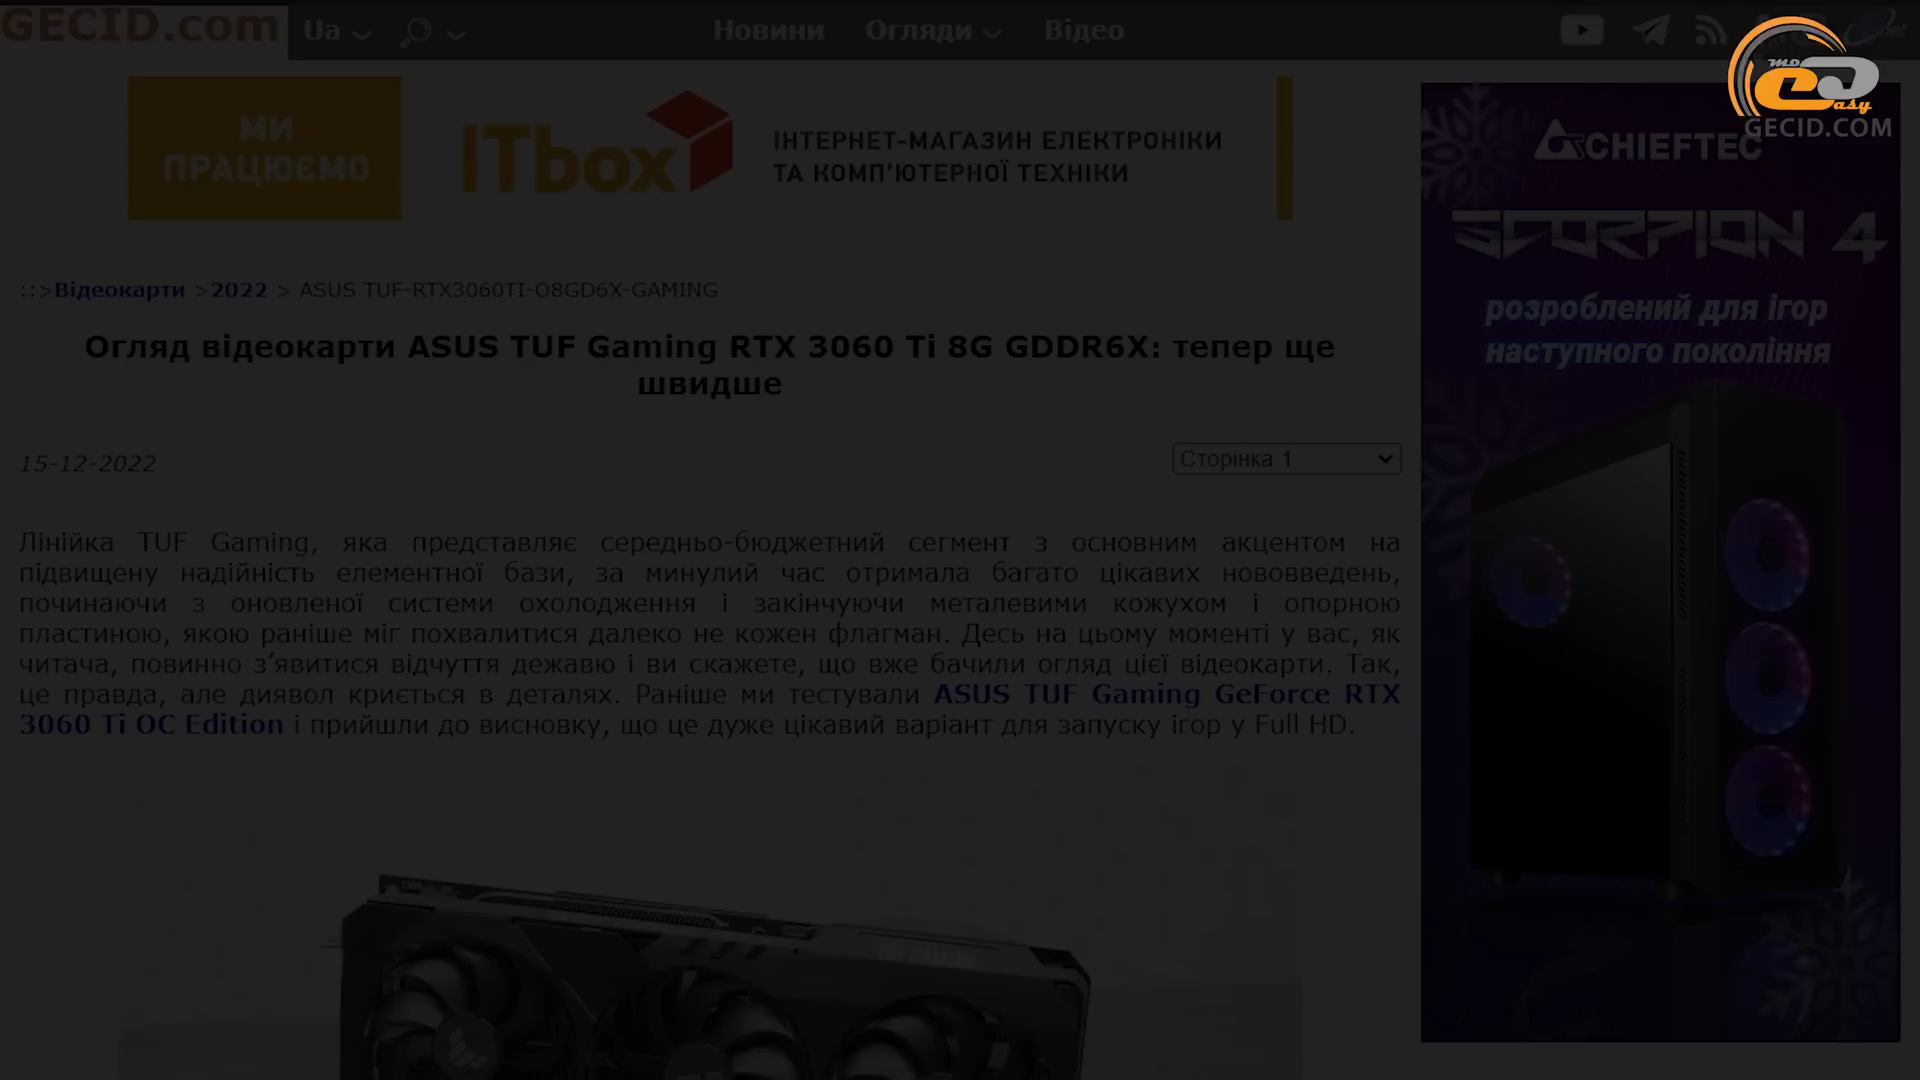 GECID.com
Ua
Новини
Огляди
Відео
GECID.COM
МИ
ПРАЦЮЄМО
ITbox
ІНТЕРНЕТ-МАГАЗИН ЕЛЕКТРОНІКИ
ТА КОМП'ЮТЕРНОЇ ТЕХНІКИ
CHIEFTEC
SCORPION 4
розроблений для ігор
наступного покоління
::>Відеокарти >2022 > ASUS TUF-RTX3060TI-O8GD6X-GAMING
Огляд відеокарти ASUS TUF Gaming RTX 3060 Ti 8G GDDR6X: тепер ще
швидше
15-12-2022
Сторінка 1
Лінійка TUF Gaming, яка представляє середньо-бюджетний сегмент з основним акцентом на
підвищену надійність елементної бази, за минулий час отримала багато цікавих нововведень,
починаючи з оновленої системи охолодження і закінчуючи металевими кожухом і опорною
пластиною, якою раніше міг похвалитися далеко не кожен флагман. Десь на цьому моменті у вас, як
читача, повинно з’явитися відчуття дежавю і ви скажете, що вже бачили огляд цієї відеокарти. Так,
це правда, але диявол криється в деталях. Раніше ми тестували ASUS TUF Gaming GeForce RTX
3060 Ti OC Edition і прийшли до висновку, що це дуже цікавий варіант для запуску ігор у Full HD.